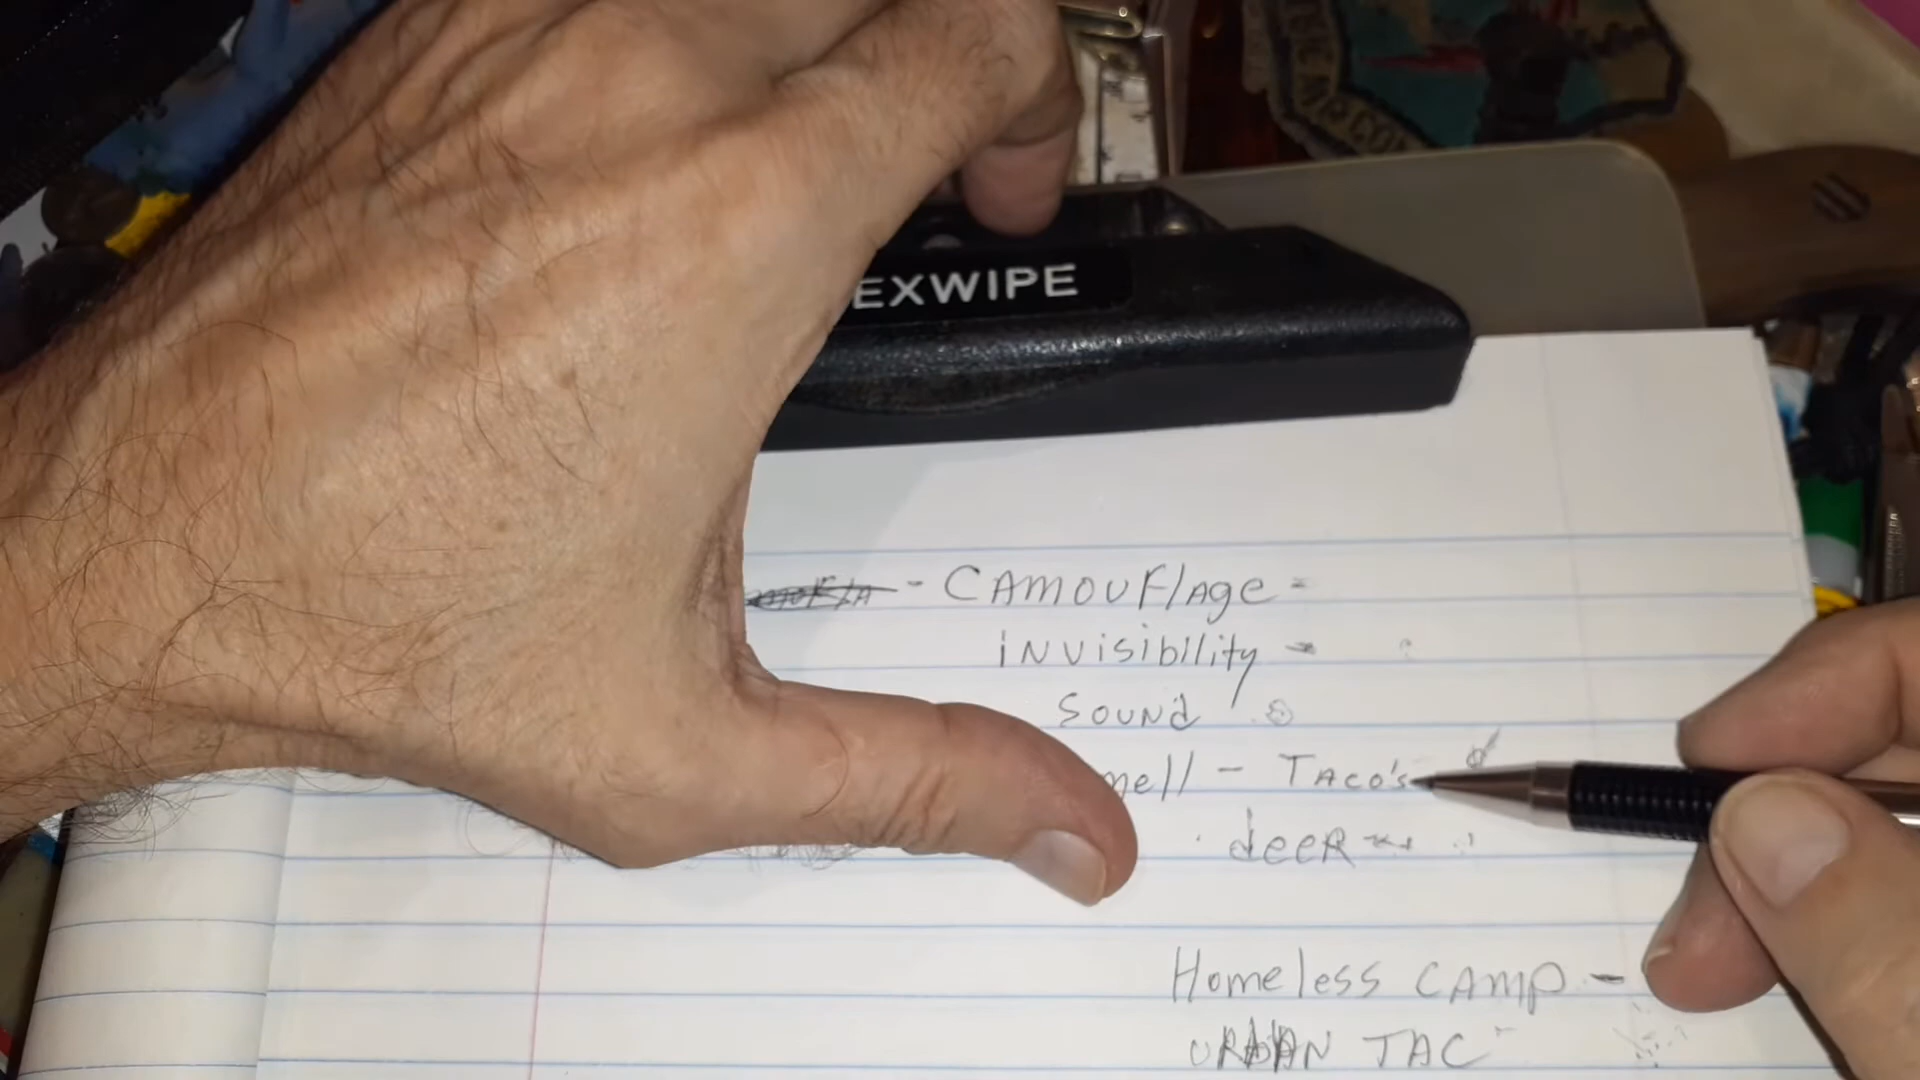 EXWIPE
- CAMOUFlAge -
iNVisibility -
SOUNd
mell - TACO's
deeR
Homeless CAMP -
URBAN TAC